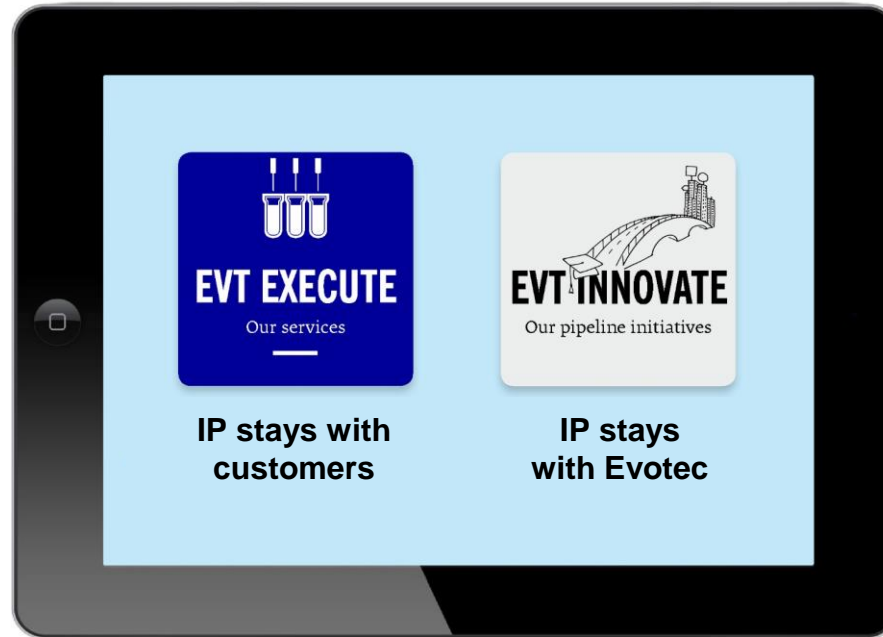 EVT EXECUTE
Our services
IP stays with
customers
EVT INNOVATE
Our pipeline initiatives
IP stays
with Evotec